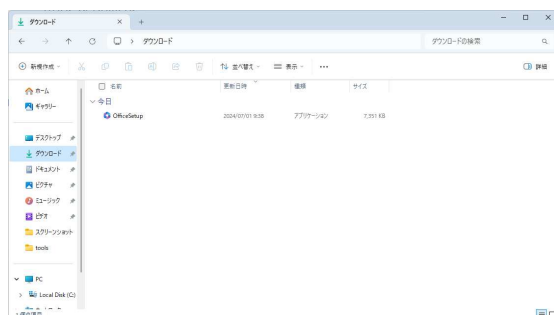 ダウンロード × +
> ダウンロード ダウンロードの検索
新規作成 並べ替え 表示 ... 詳細
名前 更新日時 種類 サイズ
ホーム
ギャラリー
今日
OfficeSetup 2024/07/01 9:38 アプリケーション
デスクトップ
ダウンロード
ドキュメント
ピクチャ
ミュージック
ビデオ
スクリーンショット
tools
PC
Local Disk (C:)